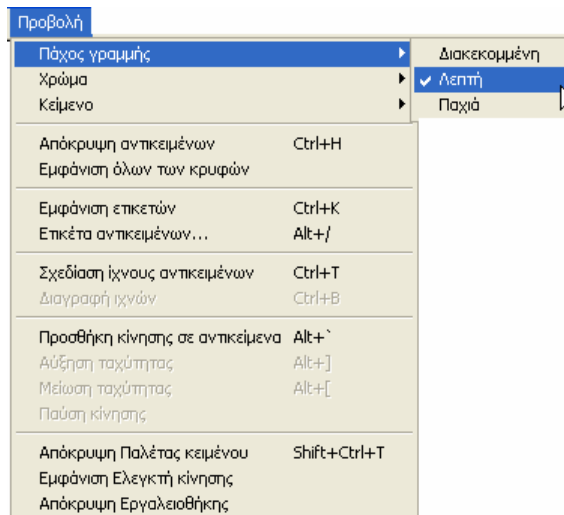 Προβολή
Πάχος γραμμής
Διακεκομμένη
Χρώμα
Λεπτή
Κείμενο
Παχιά
Απόκρυψη αντικειμένων Ctrl+H
Εμφάνιση όλων των κρυφών
Εμφάνιση ετικετών Ctrl+K
Ετικέτα αντικειμένων... Alt+/
Σχεδίαση ίχνους αντικειμένων Ctrl+T
Διαγραφή ιχνών Ctrl+B
Προσθήκη κίνησης σε αντικείμενα Alt+`
Αύξηση ταχύτητας Alt+]
Μείωση ταχύτητας Alt+[
Παύση κίνησης
Απόκρυψη Παλέτας κειμένου Shift+Ctrl+T
Εμφάνιση Ελεγκτή κίνησης
Απόκρυψη Εργαλειοθήκης